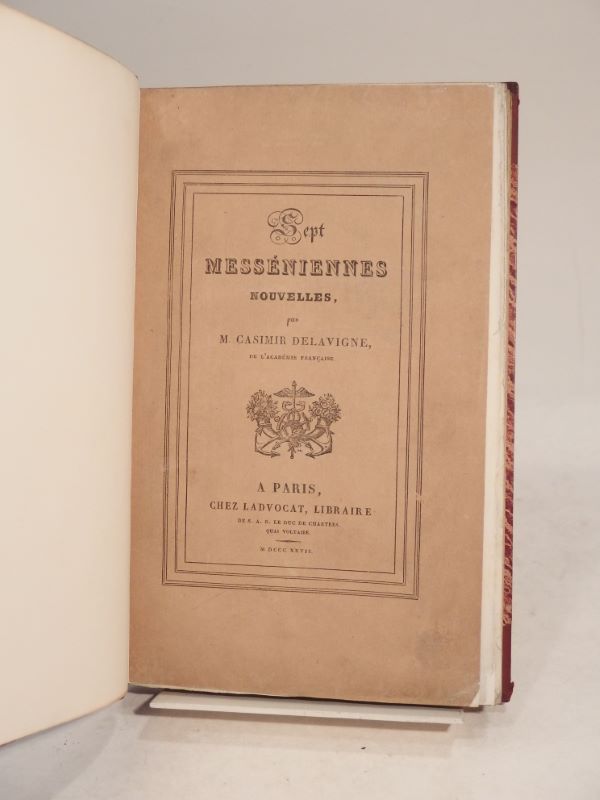 Sept
MESSÉNIENNES
NOUVELLES,
par
M. CASIMIR DELAVIGNE,
DE L'ACADÉMIE FRANÇAISE
A PARIS,
CHEZ LADVOCAT, LIBRAIRE
DE S. A. R. LE DUC DE CHARTRES.
QUAI VOLTAIRE.
M DCCC XXVII.